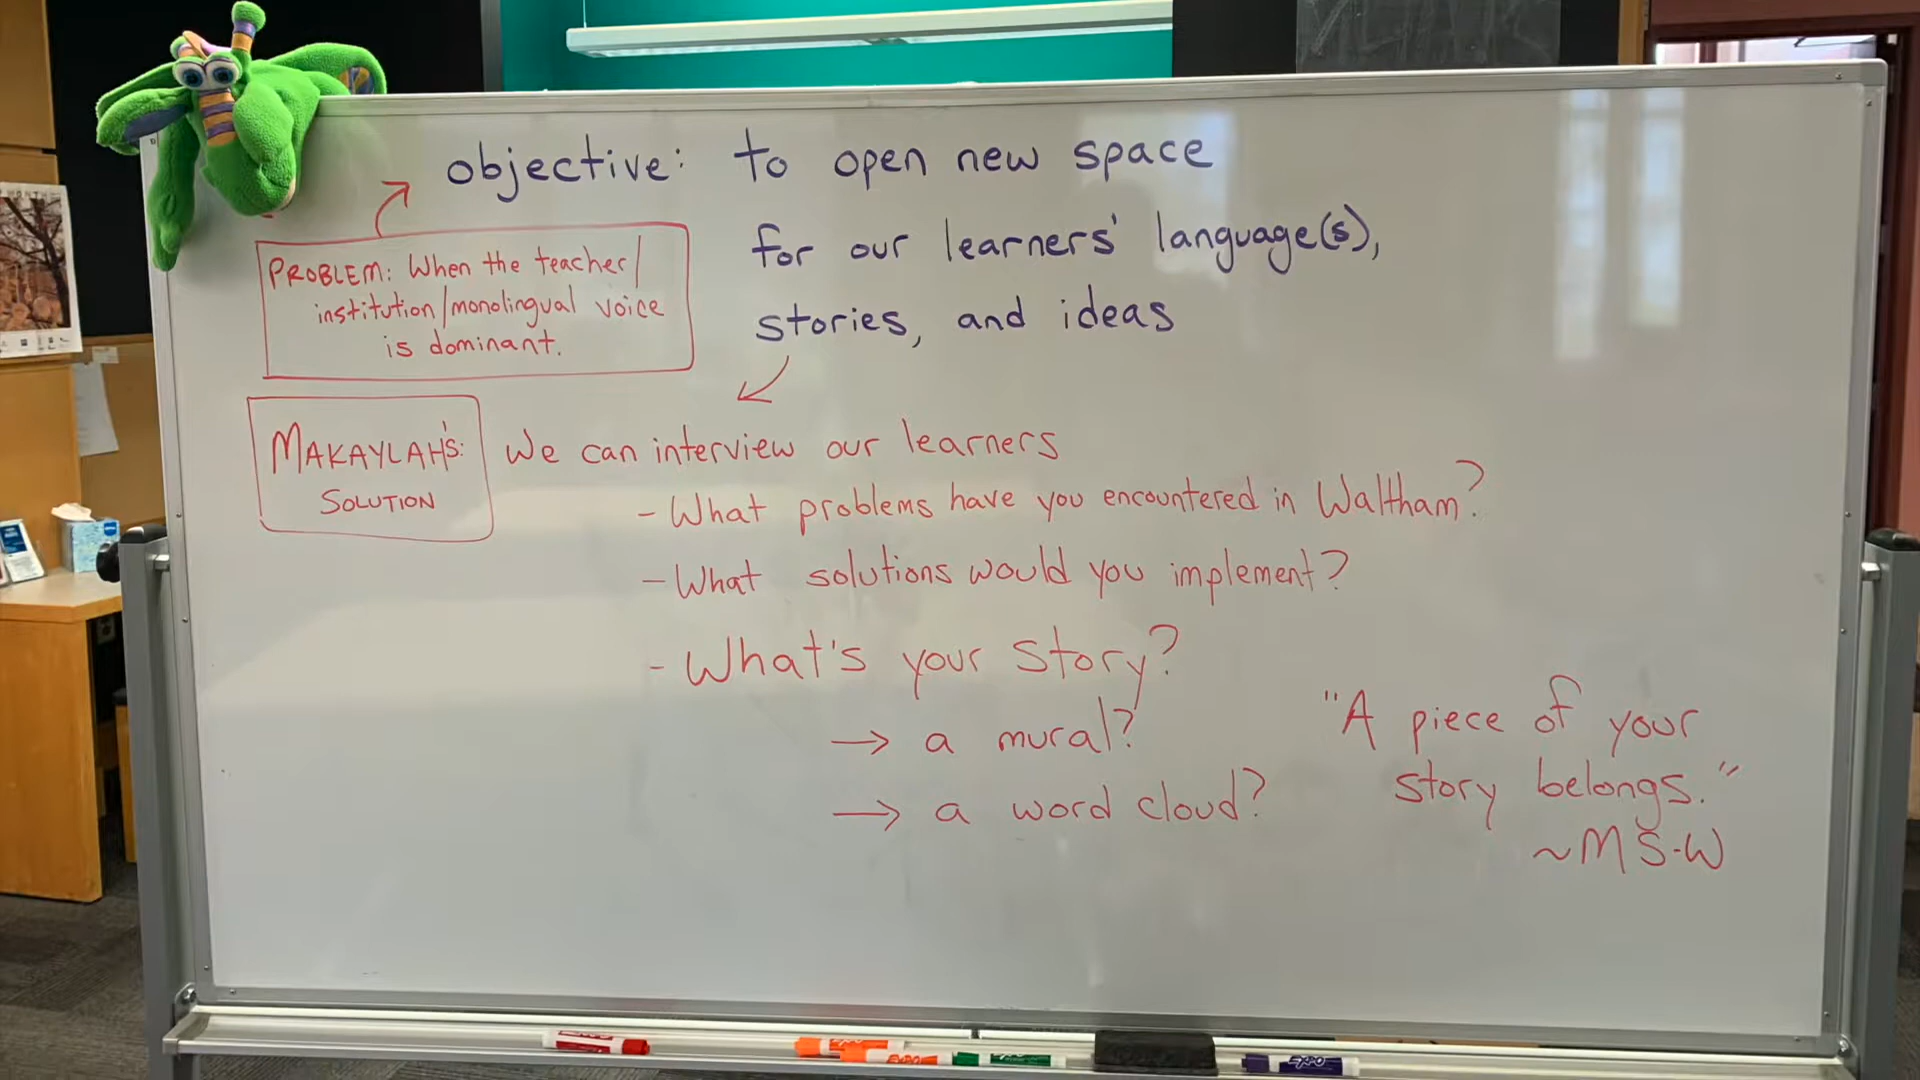 objective: to open new space
for our learners' language(s),
stories, and ideas
PROBLEM: When the teacher/
institution/monolingual voice
is dominant.
MAKAYLAH'S:
SOLUTION
We can interview our learners
- What problems have you encountered in Waltham?
- What solutions would you implement?
- What's your story?
→ a mural?
→ a word cloud?
"A piece of your
story belongs."
~MS-W
EXPO
EXPO
EXPO